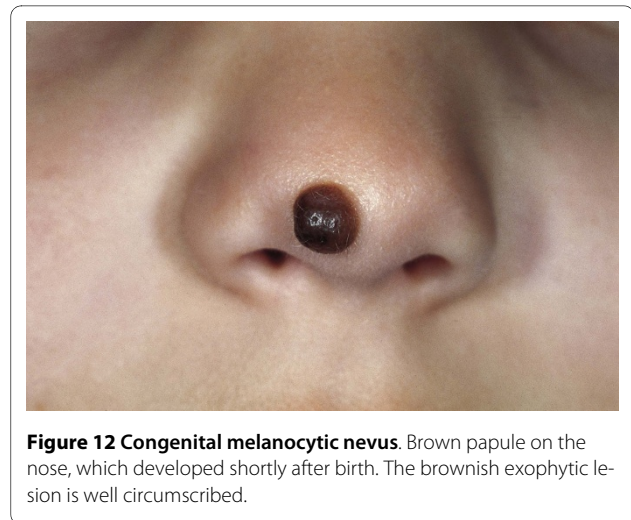 Figure 12 Congenital melanocytic nevus. Brown papule on the
nose, which developed shortly after birth. The brownish exophytic le-
sion is well circumscribed.